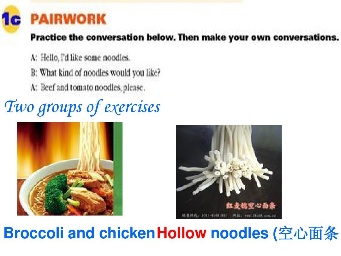 1c PAIRWORK
Practice the conversation below. Then make your own conversations.
A: Hello, I'd like some noodles.
B: What kind of noodles would you like?
A: Beef and tomato noodles, please.
Two groups of exercises
Broccoli and chicken Hollow noodles (空心面条